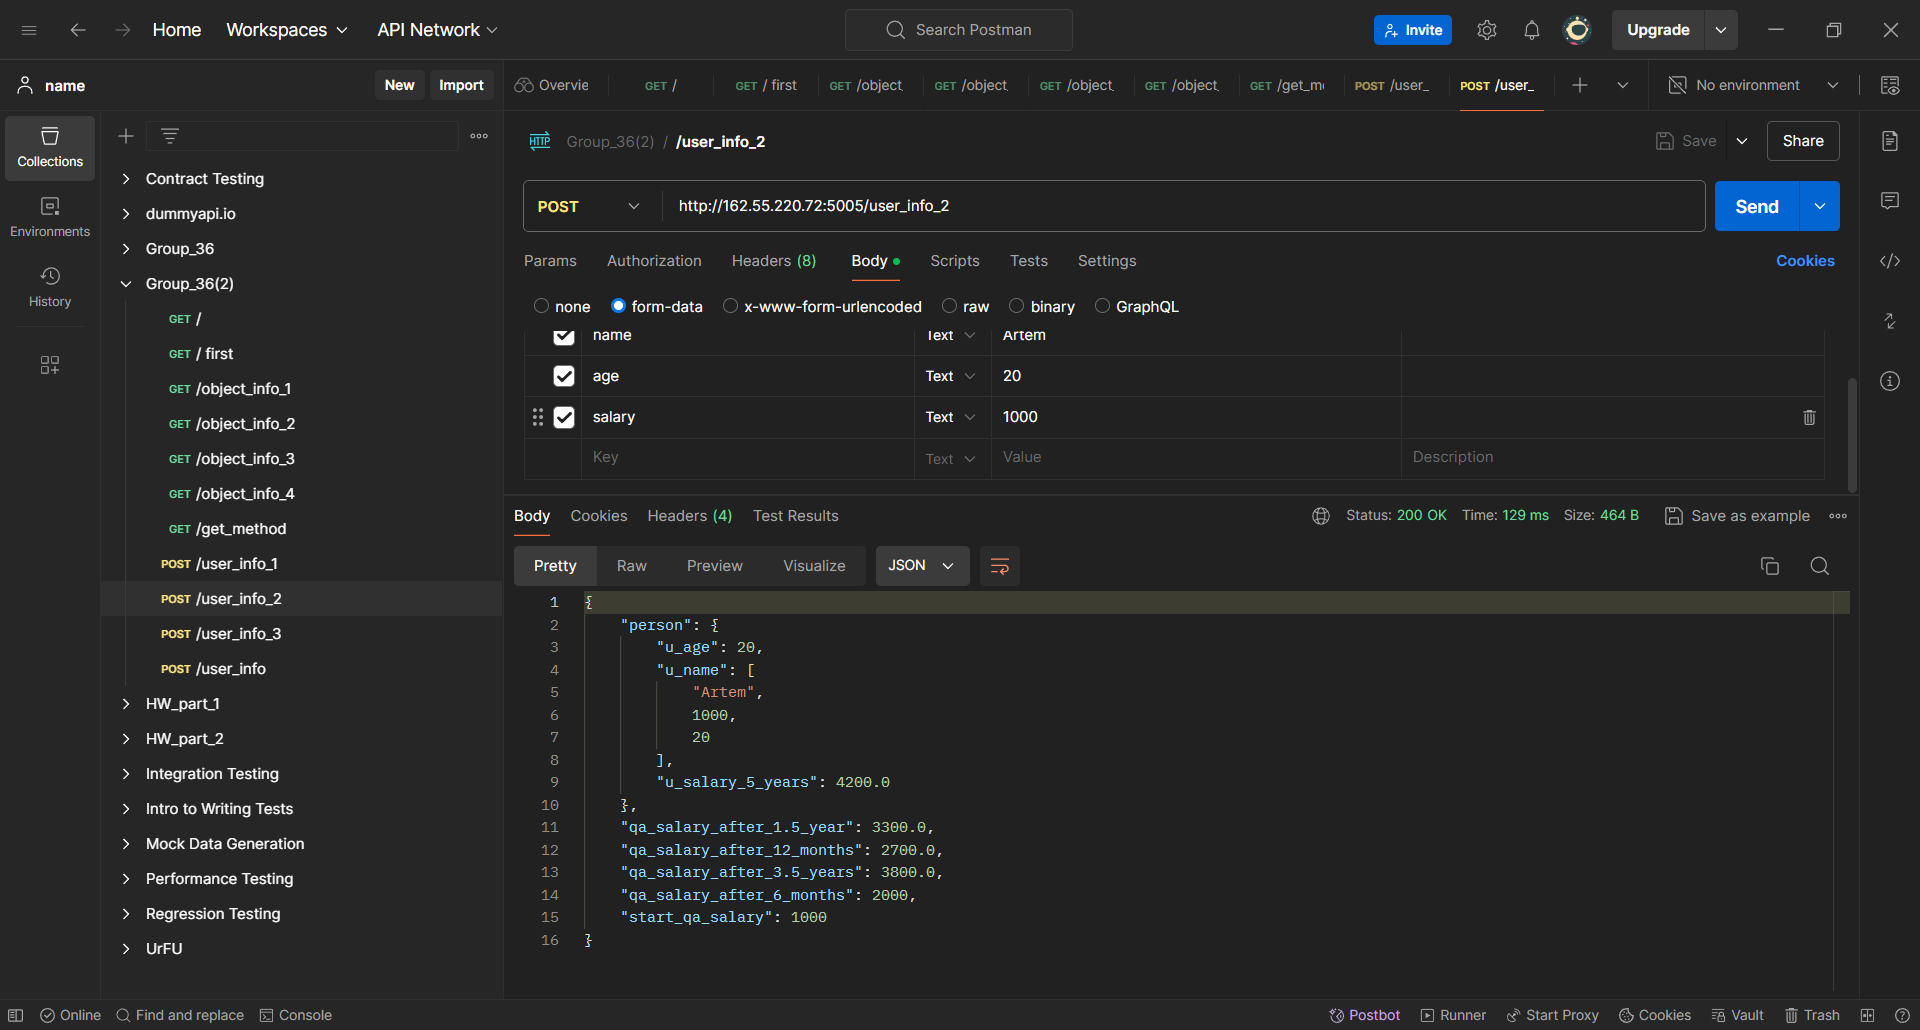 Home Workspaces API Network Search Postman Invite Upgrade
name New Import Overvie GET / GET / first GET /object_ GET /object_ GET /object_ GET /object_ GET /get_me POST /user_ POST /user_ No environment
Collections
Environments
History
Contract Testing
dummyapi.io
Group_36
Group_36(2)
GET /
GET / first
GET /object_info_1
GET /object_info_2
GET /object_info_3
GET /object_info_4
GET /get_method
POST /user_info_1
POST /user_info_2
POST /user_info_3
POST /user_info
HW_part_1
HW_part_2
Integration Testing
Intro to Writing Tests
Mock Data Generation
Performance Testing
Regression Testing
UrFU
HTTP Group_36(2) / /user_info_2 Save Share
POST http://162.55.220.72:5005/user_info_2 Send
Params Authorization Headers (8) Body Scripts Tests Settings Cookies
none form-data x-www-form-urlencoded raw binary GraphQL
name Text Artem
age Text 20
salary Text 1000
Key Text Value Description
Body Cookies Headers (4) Test Results Status: 200 OK Time: 129 ms Size: 464 B Save as example
Pretty Raw Preview Visualize JSON
1 {
2 "person": {
3 "u_age": 20,
4 "u_name": [
5 "Artem",
6 1000,
7 20
8 ],
9 "u_salary_5_years": 4200.0
10 },
11 "qa_salary_after_1.5_year": 3300.0,
12 "qa_salary_after_12_months": 2700.0,
13 "qa_salary_after_3.5_years": 3800.0,
14 "qa_salary_after_6_months": 2000,
15 "start_qa_salary": 1000
16 }
Online Find and replace Console Postbot Runner Start Proxy Cookies Vault Trash